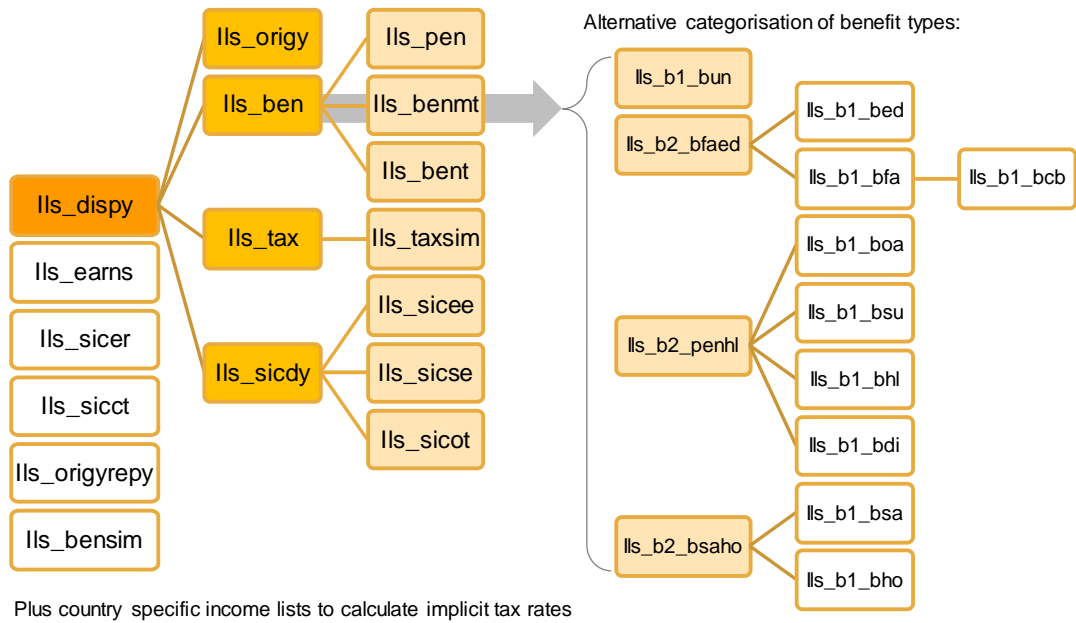 Alternative categorisation of benefit types:
Ils_origy
Ils_pen
Ils_ben
Ils_benmt
Ils_bent
Ils_dispy
Ils_tax
Ils_taxsim
Ils_earns
Ils_sicer
Ils_sicct
Ils_origyrepy
Ils_bensim
Ils_sicdy
Ils_sicee
Ils_sicse
Ils_sicot
Ils_b1_bun
Ils_b2_bfaed
Ils_b1_bed
Ils_b1_bfa
Ils_b1_bcb
Ils_b2_penhl
Ils_b1_boa
Ils_b1_bsu
Ils_b1_bhl
Ils_b1_bdi
Ils_b2_bsaho
Ils_b1_bsa
Ils_b1_bho
Plus country specific income lists to calculate implicit tax rates